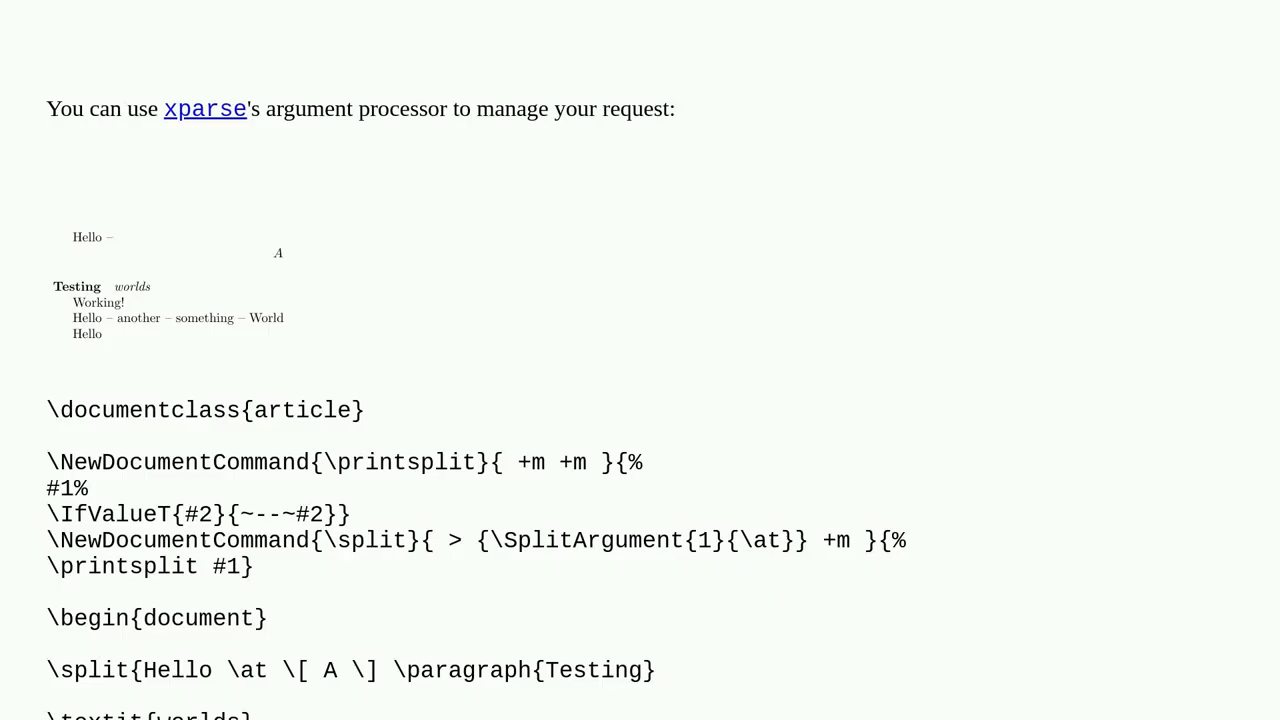 You can use xparse's argument processor to manage your request:
Hello –
A
Testing worlds
Working!
Hello – another – something – World
Hello
\documentclass{article}
\NewDocumentCommand{\printsplit}{ +m +m }{%
#1%
\IfValueT{#2}{~--~#2}}
\NewDocumentCommand{\split}{ > {\SplitArgument{1}{\at}} +m }{%
\printsplit #1}
\begin{document}
\split{Hello \at \[ A \] \paragraph{Testing}
\textit{worlds}